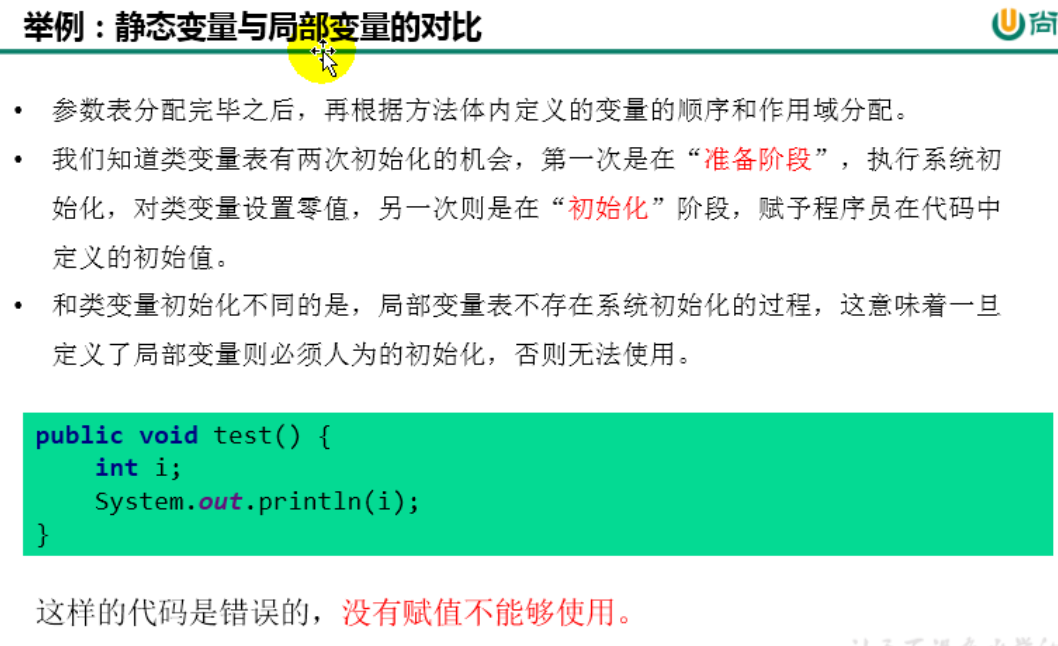 举例：静态变量与局部变量的对比
尚
• 参数表分配完毕之后，再根据方法体内定义的变量的顺序和作用域分配。
• 我们知道类变量表有两次初始化的机会，第一次是在“准备阶段”，执行系统初
始化，对类变量设置零值，另一次则是在“初始化”阶段，赋予程序员在代码中
定义的初始值。
• 和类变量初始化不同的是，局部变量表不存在系统初始化的过程，这意味着一旦
定义了局部变量则必须人为的初始化，否则无法使用。
public void test() {
int i;
System.out.println(i);
}
这样的代码是错误的，没有赋值不能够使用。